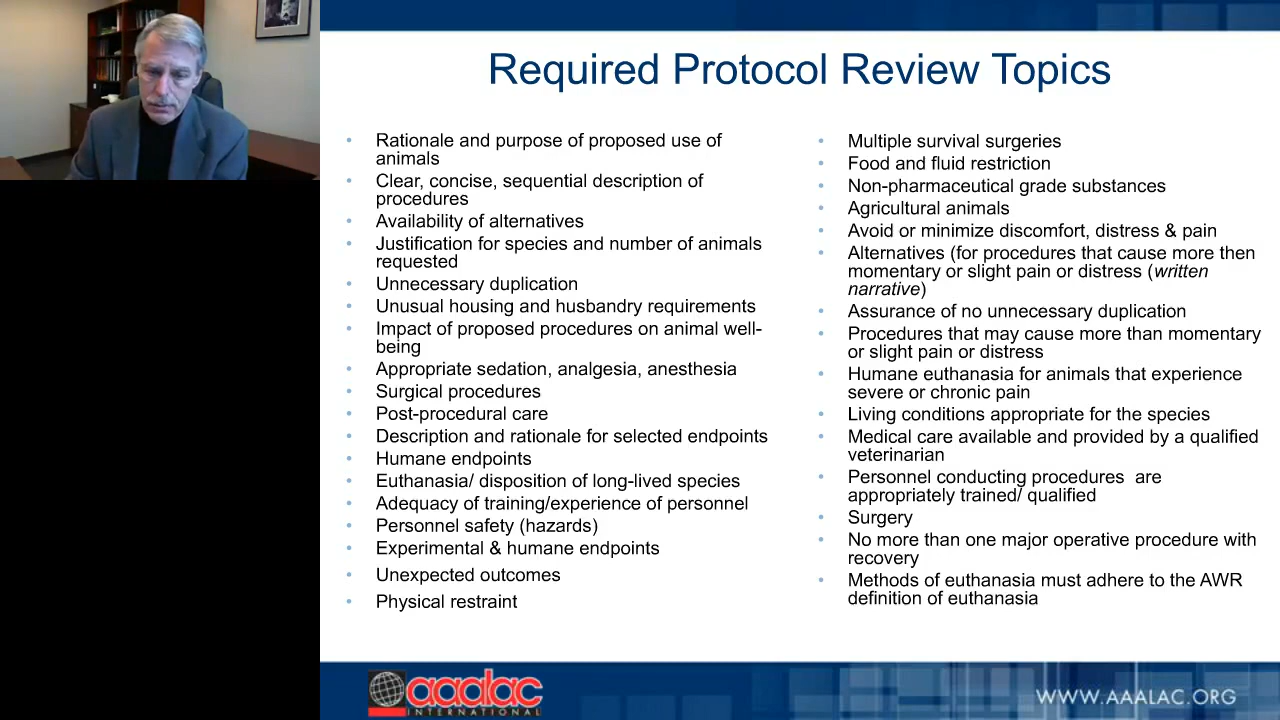 Required Protocol Review Topics
• Rationale and purpose of proposed use of
animals
• Clear, concise, sequential description of
procedures
• Availability of alternatives
• Justification for species and number of animals
requested
• Unnecessary duplication
• Unusual housing and husbandry requirements
• Impact of proposed procedures on animal well-
being
• Appropriate sedation, analgesia, anesthesia
• Surgical procedures
• Post-procedural care
• Description and rationale for selected endpoints
• Humane endpoints
• Euthanasia/ disposition of long-lived species
• Adequacy of training/experience of personnel
• Personnel safety (hazards)
• Experimental & humane endpoints
• Unexpected outcomes
• Physical restraint
• Multiple survival surgeries
• Food and fluid restriction
• Non-pharmaceutical grade substances
• Agricultural animals
• Avoid or minimize discomfort, distress & pain
• Alternatives (for procedures that cause more then
momentary or slight pain or distress (written
narrative)
• Assurance of no unnecessary duplication
• Procedures that may cause more than momentary
or slight pain or distress
• Humane euthanasia for animals that experience
severe or chronic pain
• Living conditions appropriate for the species
• Medical care available and provided by a qualified
veterinarian
• Personnel conducting procedures are
appropriately trained/ qualified
• Surgery
• No more than one major operative procedure with
recovery
• Methods of euthanasia must adhere to the AWR
definition of euthanasia
aaalac
INTERNATIONAL
WWW.AAALAC.ORG